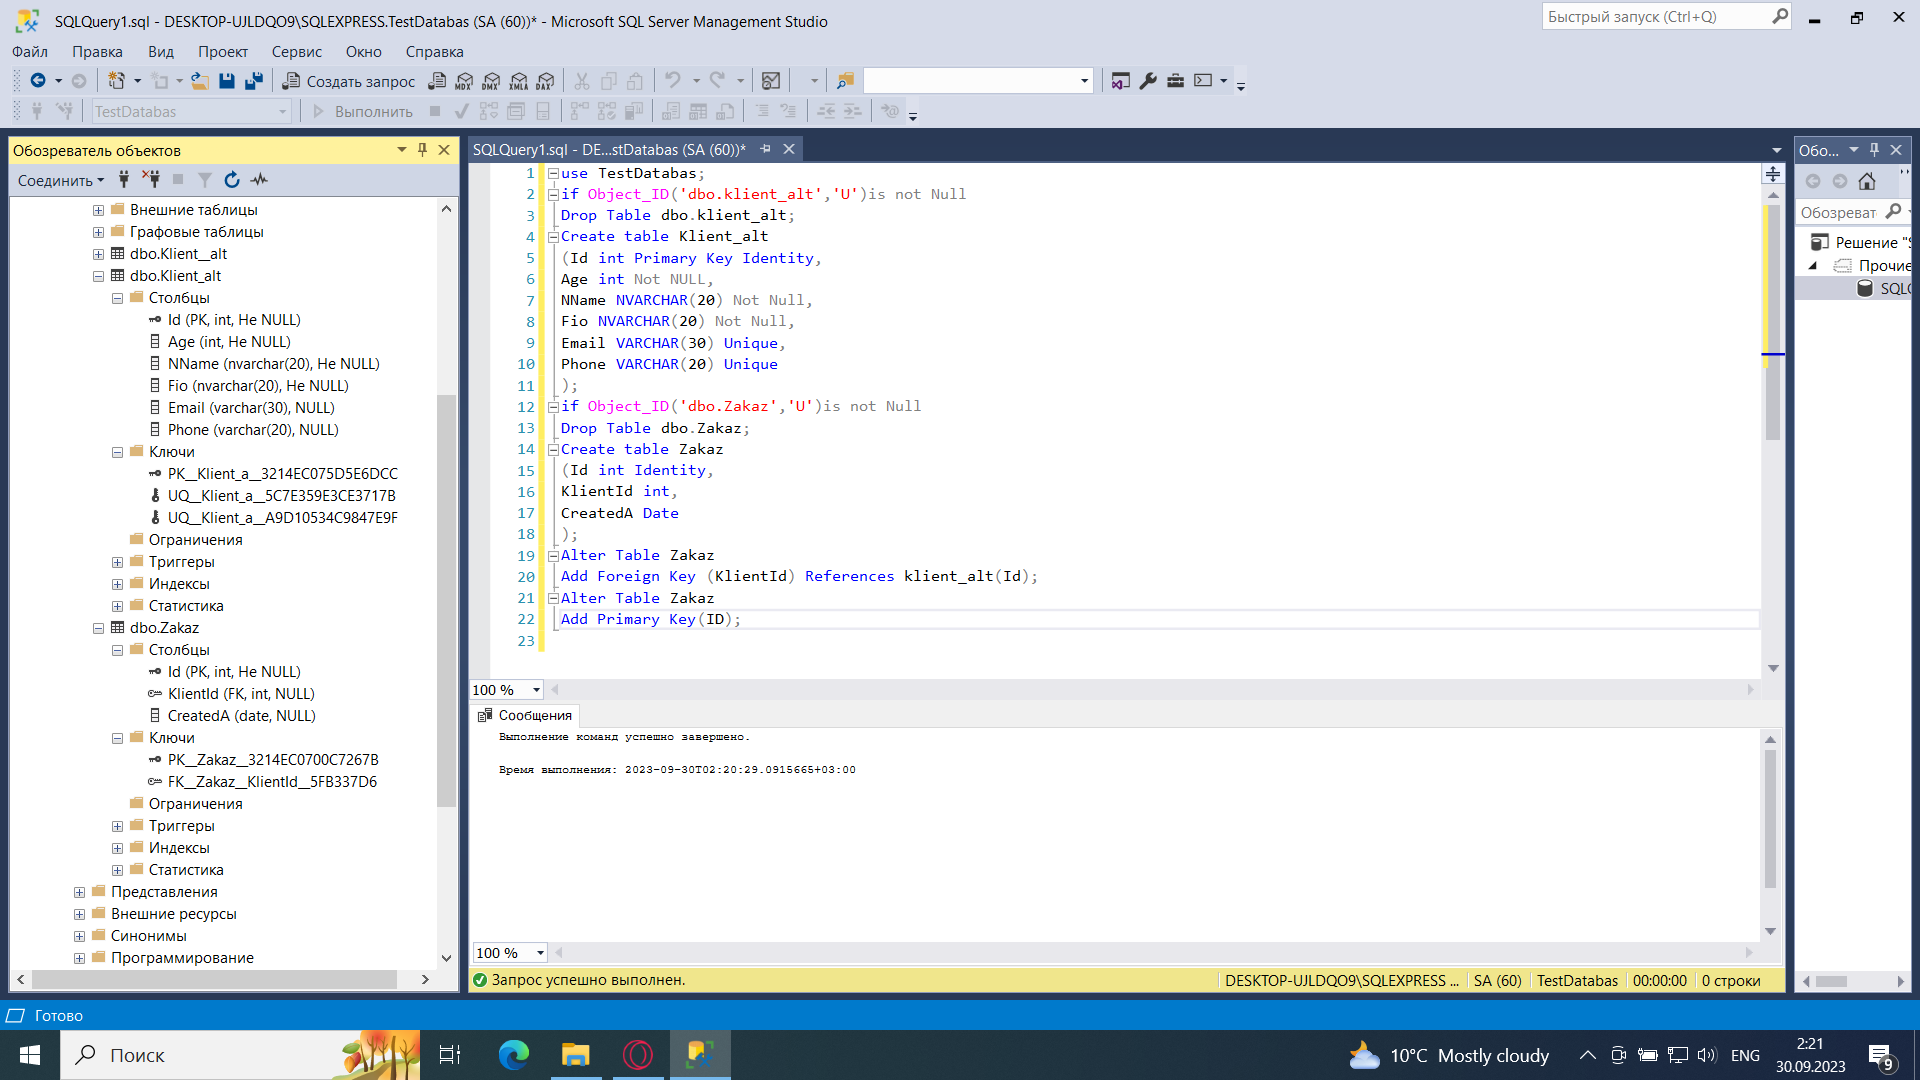 SQLQuery1.sql - DESKTOP-UJLDQO9\SQLEXPRESS.TestDatabas (SA (60))* - Microsoft SQL Server Management Studio
Быстрый запуск (Ctrl+Q)
Файл Правка Вид Проект Сервис Окно Справка
Создать запрос MDX DMX XMLA DAX
TestDatabas Выполнить
Обозреватель объектов
Соединить
Внешние таблицы
Графовые таблицы
dbo.Klient__alt
dbo.Klient_alt
Столбцы
Id (PK, int, Не NULL)
Age (int, Не NULL)
NName (nvarchar(20), Не NULL)
Fio (nvarchar(20), Не NULL)
Email (varchar(30), NULL)
Phone (varchar(20), NULL)
Ключи
PK__Klient_a__3214EC075D5E6DCC
UQ__Klient_a__5C7E359E3CE3717B
UQ__Klient_a__A9D10534C9847E9F
Ограничения
Триггеры
Индексы
Статистика
dbo.Zakaz
Столбцы
Id (PK, int, Не NULL)
KlientId (FK, int, NULL)
CreatedA (date, NULL)
Ключи
PK__Zakaz__3214EC0700C7267B
FK__Zakaz__KlientId__5FB337D6
Ограничения
Триггеры
Индексы
Статистика
Представления
Внешние ресурсы
Синонимы
Программирование
SQLQuery1.sql - DE...stDatabas (SA (60))*
1 use TestDatabas;
2 if Object_ID('dbo.klient_alt','U')is not Null
3 Drop Table dbo.klient_alt;
4 Create table Klient_alt
5 (Id int Primary Key Identity,
6 Age int Not NULL,
7 NName NVARCHAR(20) Not Null,
8 Fio NVARCHAR(20) Not Null,
9 Email VARCHAR(30) Unique,
10 Phone VARCHAR(20) Unique
11 );
12 if Object_ID('dbo.Zakaz','U')is not Null
13 Drop Table dbo.Zakaz;
14 Create table Zakaz
15 (Id int Identity,
16 KlientId int,
17 CreatedA Date
18 );
19 Alter Table Zakaz
20 Add Foreign Key (KlientId) References klient_alt(Id);
21 Alter Table Zakaz
22 Add Primary Key(ID);
23
100 %
Сообщения
Выполнение команд успешно завершено.
Время выполнения: 2023-09-30T02:20:29.0915665+03:00
100 %
Запрос успешно выполнен. DESKTOP-UJLDQO9\SQLEXPRESS ... SA (60) TestDatabas 00:00:00 0 строки
Обо...
Обозреват
Решение "S
Прочие
SQLQ
Готово
Поиск
10°C Mostly cloudy
ENG
2:21
30.09.2023
9